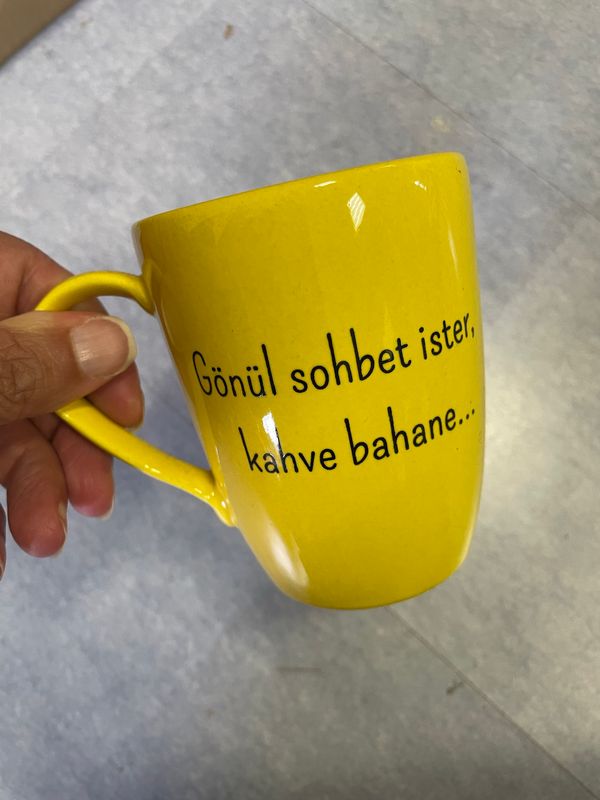 Gönül sohbet ister,
kahve bahane...